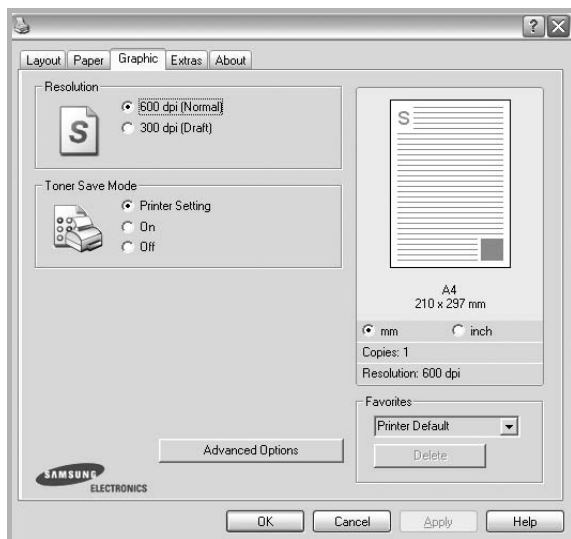 Layout Paper Graphic Extras About
Resolution
S
600 dpi (Normal)
300 dpi (Draft)
Toner Save Mode
Printer Setting
On
Off
S
A4
210 x 297 mm
mm inch
Copies: 1
Resolution: 600 dpi
Favorites
Printer Default
Delete
Advanced Options
SAMSUNG
ELECTRONICS
OK Cancel Apply Help